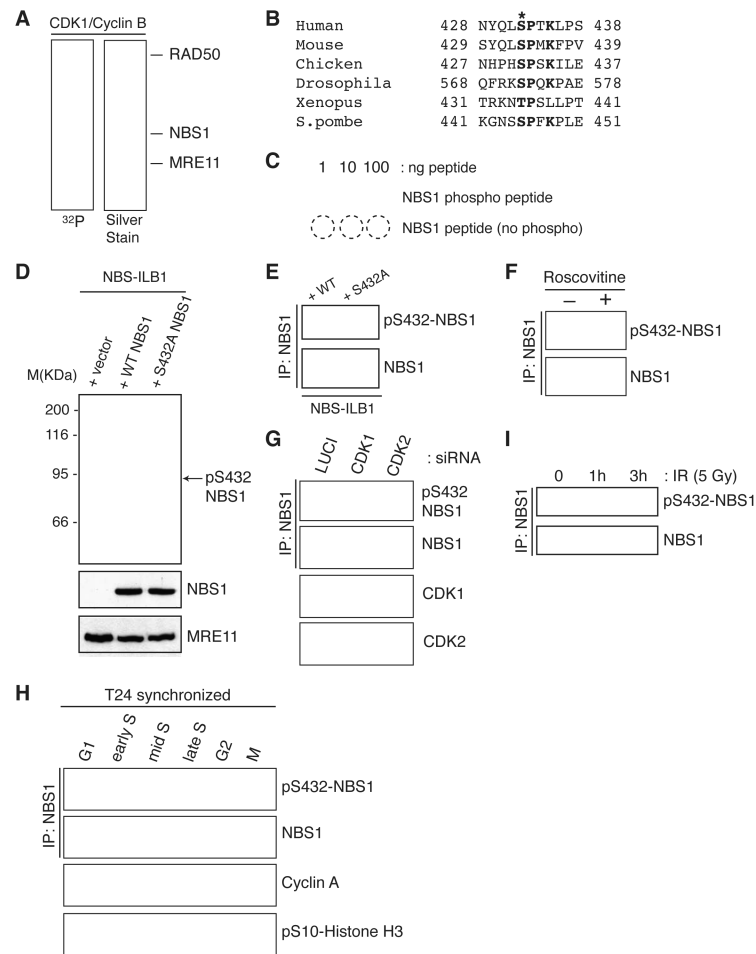 A
CDK1/Cyclin B
RAD50
NBS1
MRE11
32P
Silver
Stain
B
*
Human 428 NYQLSPTKLPS 438
Mouse 429 SYQLSPMKFPV 439
Chicken 427 NHPHSPSKILE 437
Drosophila 568 QFRKSPQKPAE 578
Xenopus 431 TRKNTPSLLPT 441
S.pombe 441 KGNSSPFKPLE 451
C
1 10 100 : ng peptide
NBS1 phospho peptide
NBS1 peptide (no phospho)
D
NBS-ILB1
+ vector
+ WT NBS1
+ S432A NBS1
M(KDa)
200 -
116 -
95 -
66 -
pS432
NBS1
NBS1
MRE11
E
+ WT
+ S432A
IP: NBS1
pS432-NBS1
NBS1
NBS-ILB1
F
Roscovitine
– +
IP: NBS1
pS432-NBS1
NBS1
G
LUCI
CDK1
CDK2
: siRNA
IP: NBS1
pS432
NBS1
NBS1
CDK1
CDK2
I
0 1h 3h : IR (5 Gy)
IP: NBS1
pS432-NBS1
NBS1
H
T24 synchronized
G1
early S
mid S
late S
G2
M
IP: NBS1
pS432-NBS1
NBS1
Cyclin A
pS10-Histone H3